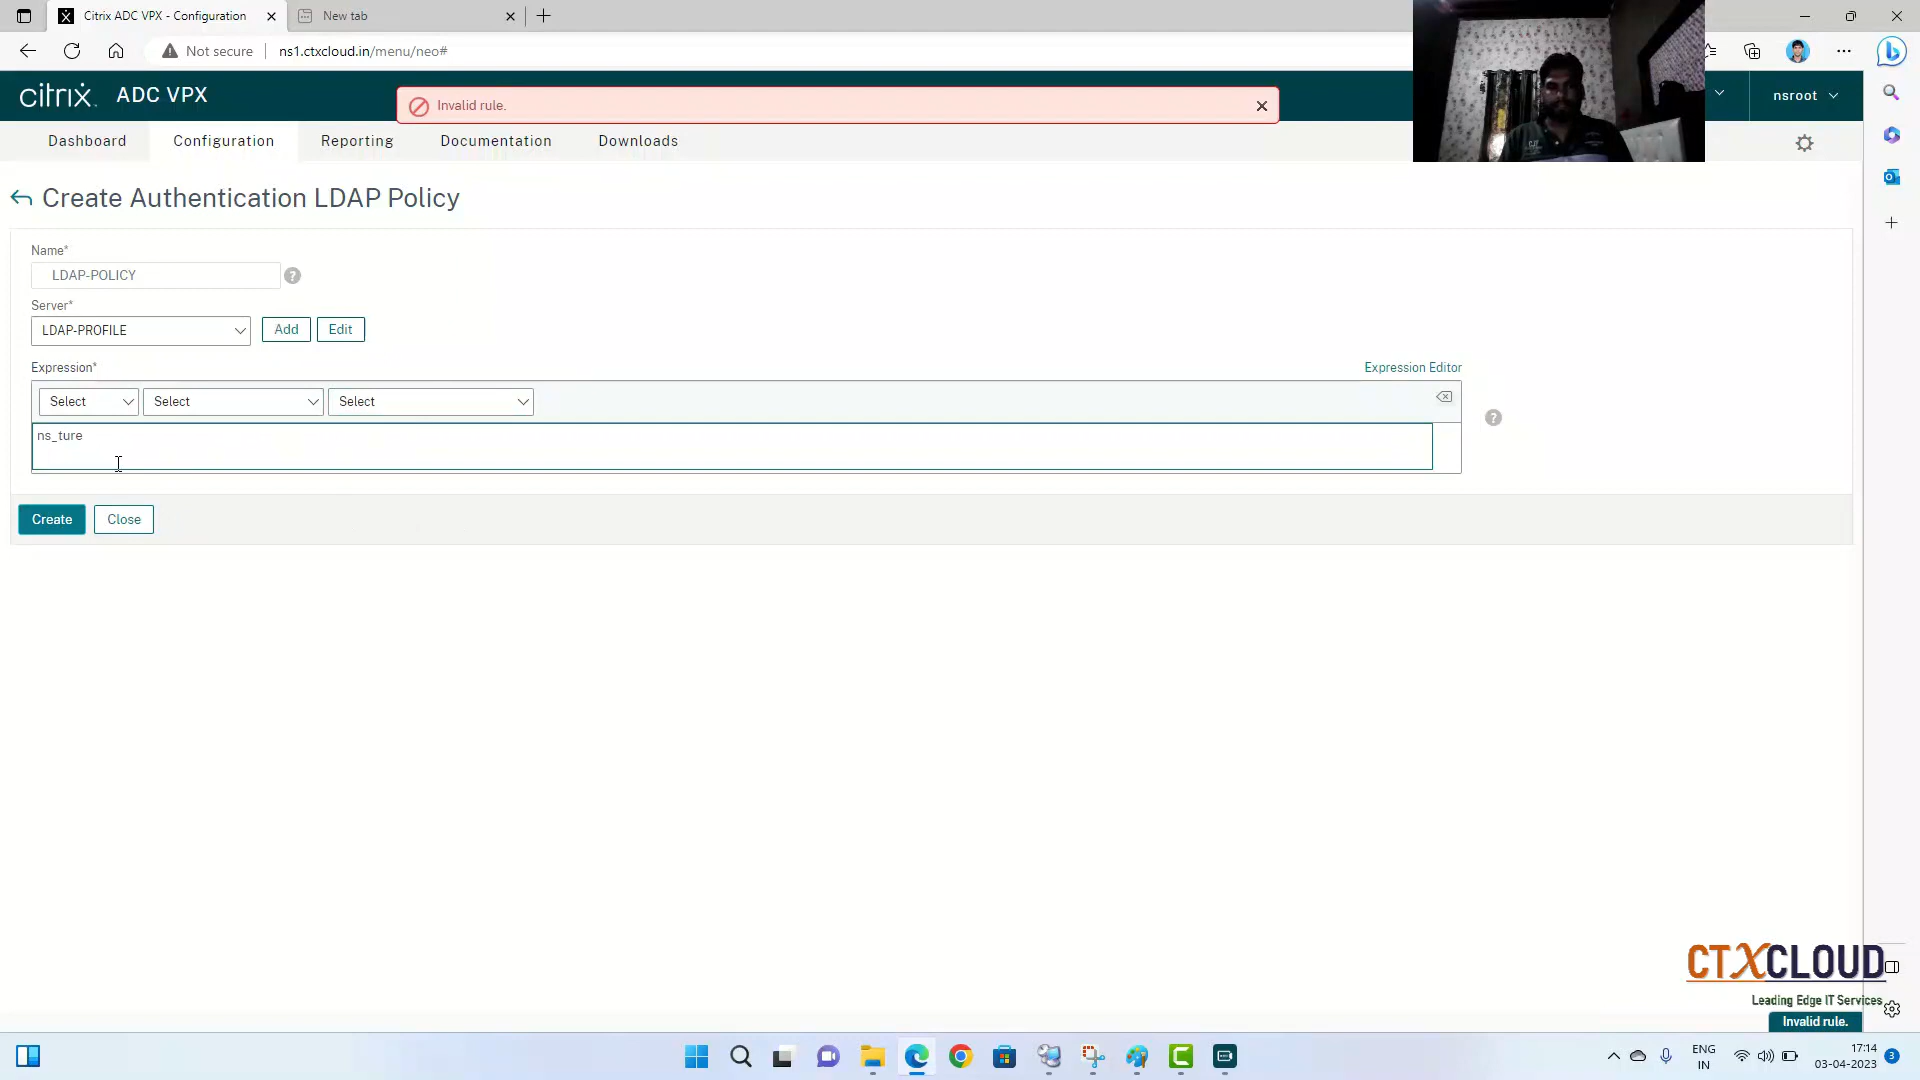 Citrix ADC VPX - Configuration
New tab
Not secure
ns1.ctxcloud.in/menu/neo#
citrix. ADC VPX
Invalid rule.
nsroot
Dashboard
Configuration
Reporting
Documentation
Downloads
Create Authentication LDAP Policy
Name*
LDAP-POLICY
?
Server*
LDAP-PROFILE
Add
Edit
Expression*
Expression Editor
Select
Select
Select
?
ns_ture
Create
Close
CTXCLOUD
Leading Edge IT Services
Invalid rule.
ENG
IN
17:14
03-04-2023
3